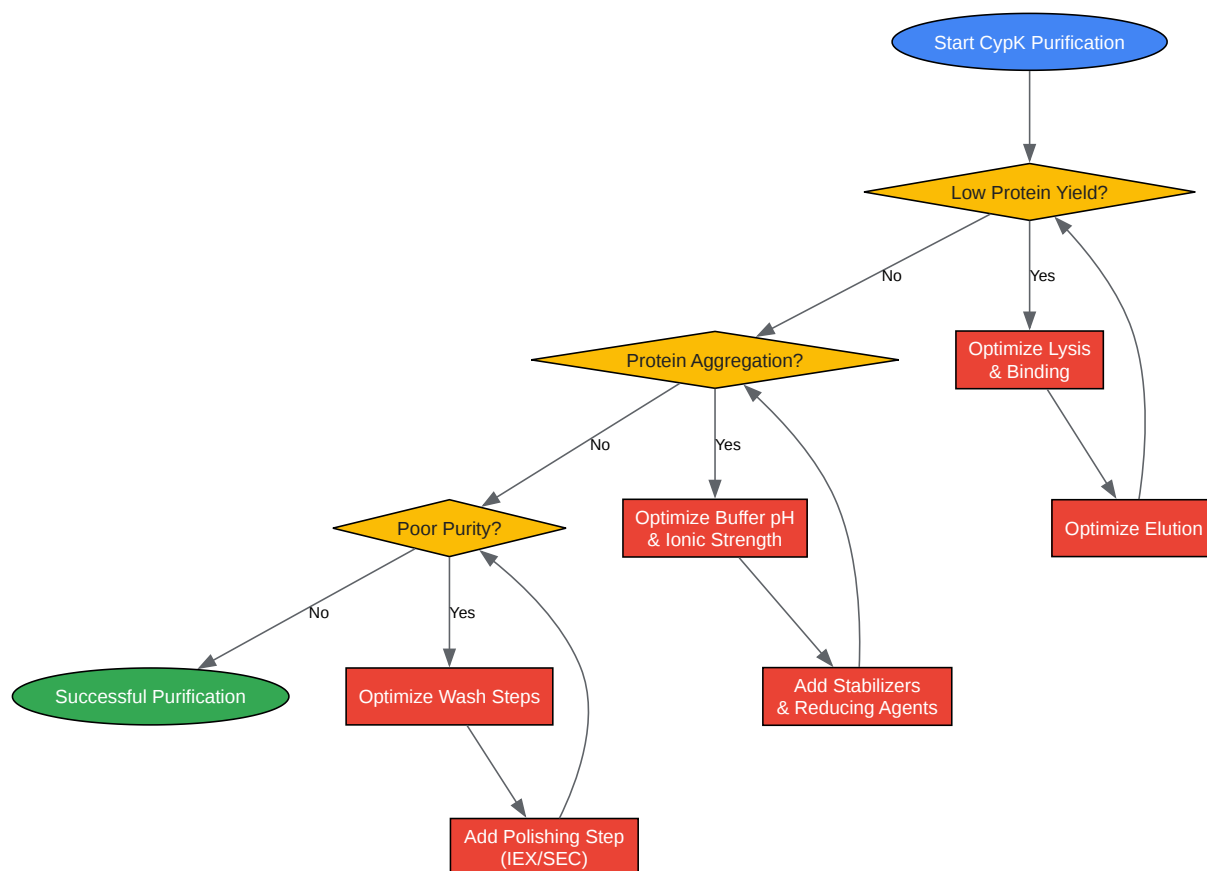 Start CypK Purification
Low Protein Yield?
No
Yes
Protein Aggregation?
Optimize Lysis
& Binding
No
Yes
Poor Purity?
Optimize Buffer pH
& Ionic Strength
Optimize Elution
No
Yes
Successful Purification
Optimize Wash Steps
Add Stabilizers
& Reducing Agents
Add Polishing Step
(IEX/SEC)